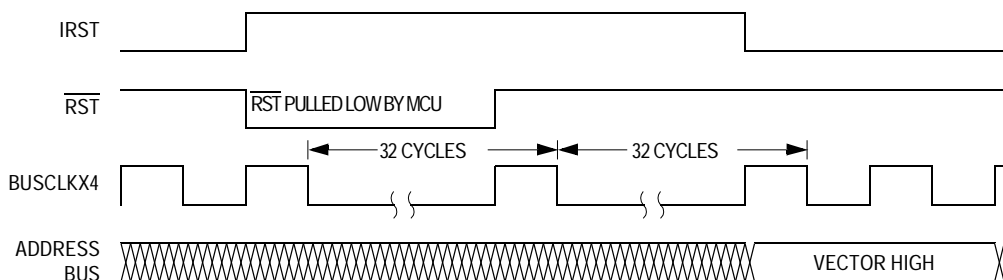 IRST
RST
RST PULLED LOW BY MCU
32 CYCLES
32 CYCLES
BUSCLKX4
ADDRESS
BUS
VECTOR HIGH